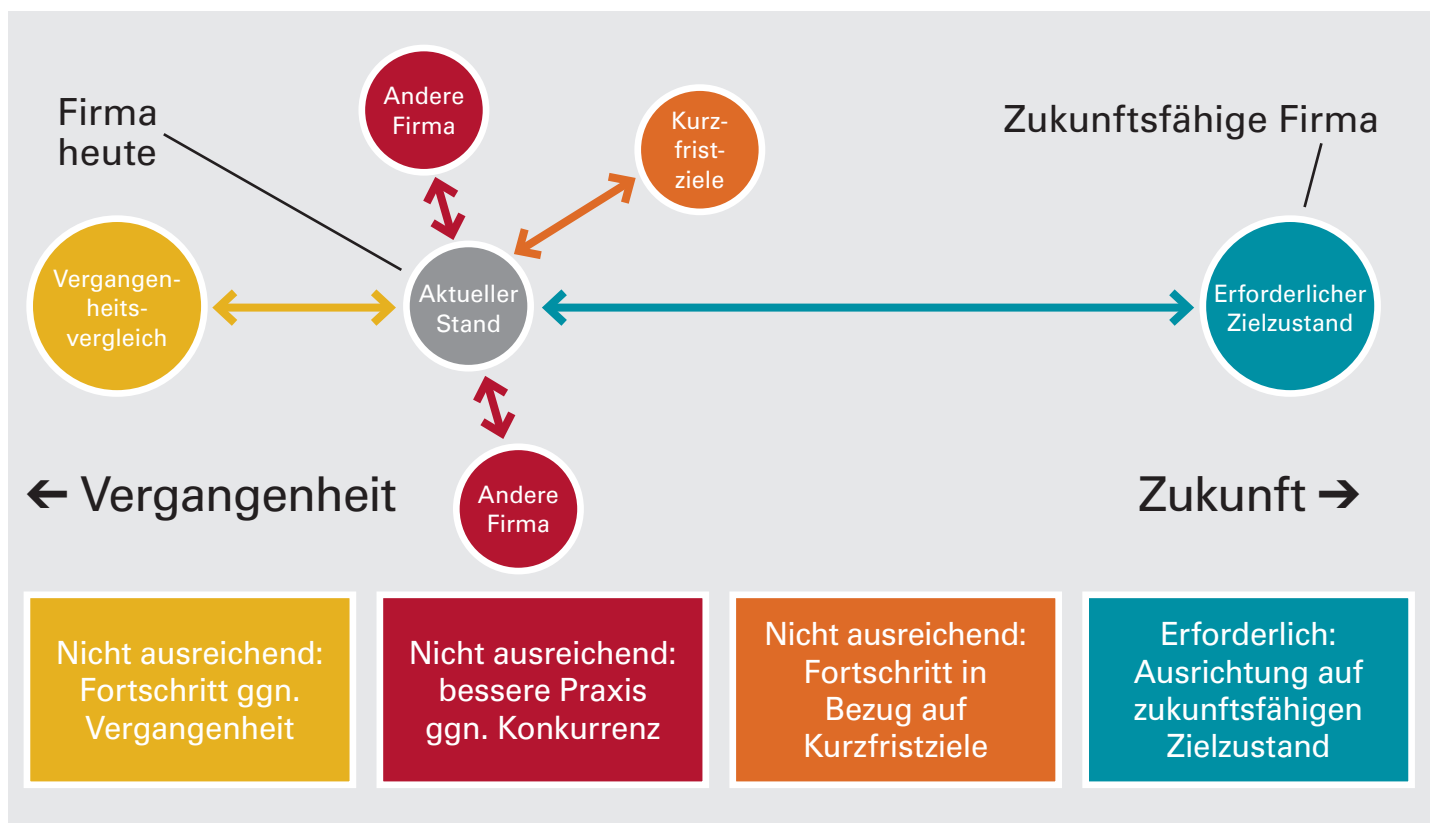 Firma
heute
Andere
Firma
Kurz-
frist-
ziele
Zukunftsfähige Firma
Vergangen-
heits-
vergleich
Aktueller
Stand
Erforderlicher
Zielzustand
← Vergangenheit
Andere
Firma
Zukunft →
Nicht ausreichend:
Fortschritt ggn.
Vergangenheit
Nicht ausreichend:
bessere Praxis
ggn. Konkurrenz
Nicht ausreichend:
Fortschritt in
Bezug auf
Kurzfristziele
Erforderlich:
Ausrichtung auf
zukunftsfähigen
Zielzustand